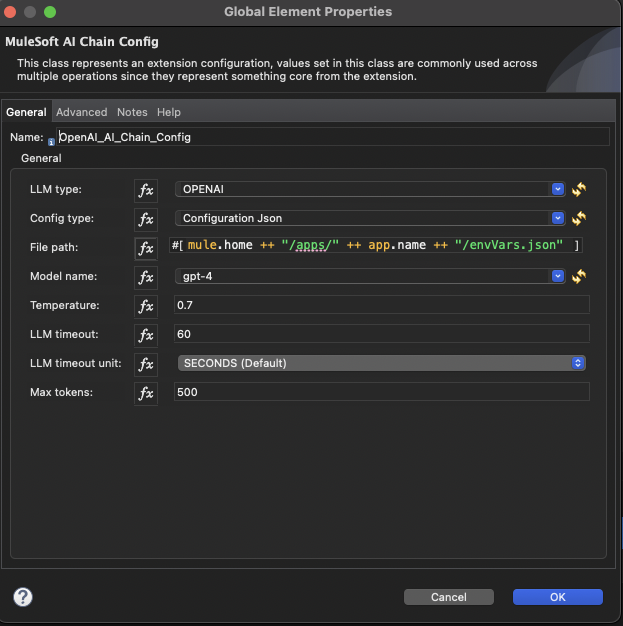 Global Element Properties
MuleSoft AI Chain Config
This class represents an extension configuration, values set in this class are commonly used across
multiple operations since they represent something core from the extension.
General Advanced Notes Help
Name: OpenAI_AI_Chain_Config
General
LLM type: fx OPENAI
Config type: fx Configuration Json
File path: fx #[ mule.home ++ "/apps/" ++ app.name ++ "/envVars.json" ]
Model name: fx gpt-4
Temperature: fx 0.7
LLM timeout: fx 60
LLM timeout unit: fx SECONDS (Default)
Max tokens: fx 500
? Cancel OK